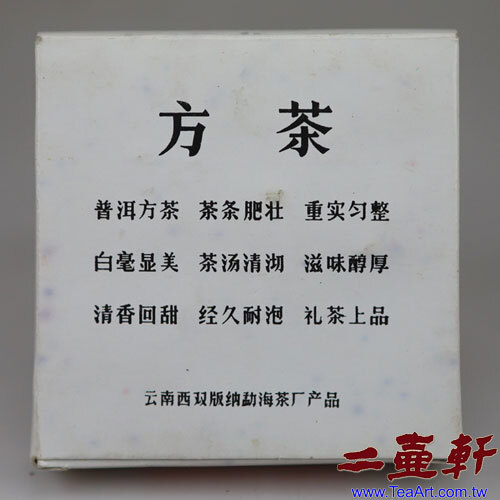 方 茶
普洱方茶 茶条肥壮 重实匀整
白毫显美 茶汤清沏 滋味醇厚
清香回甜 经久耐泡 礼茶上品
云南西双版纳勐海茶厂产品
二壺軒
www.TeaArt.com.tw